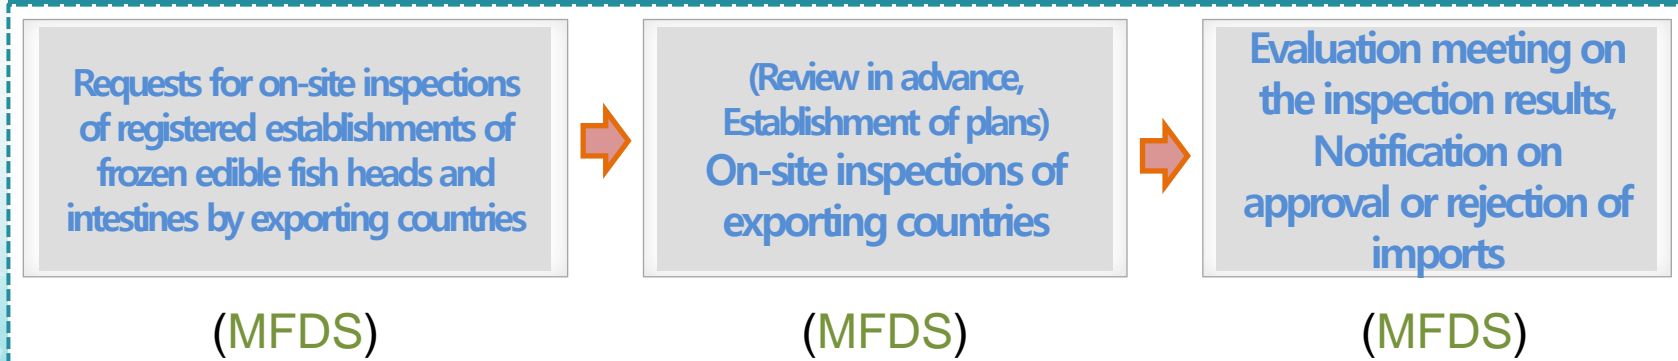 Requests for on-site inspections
of registered establishments of
frozen edible fish heads and
intestines by exporting countries
(MFDS)
(Review in advance,
Establishment of plans)
On-site inspections of
exporting countries
(MFDS)
Evaluation meeting on
the inspection results,
Notification on
approval or rejection of
imports
(MFDS)